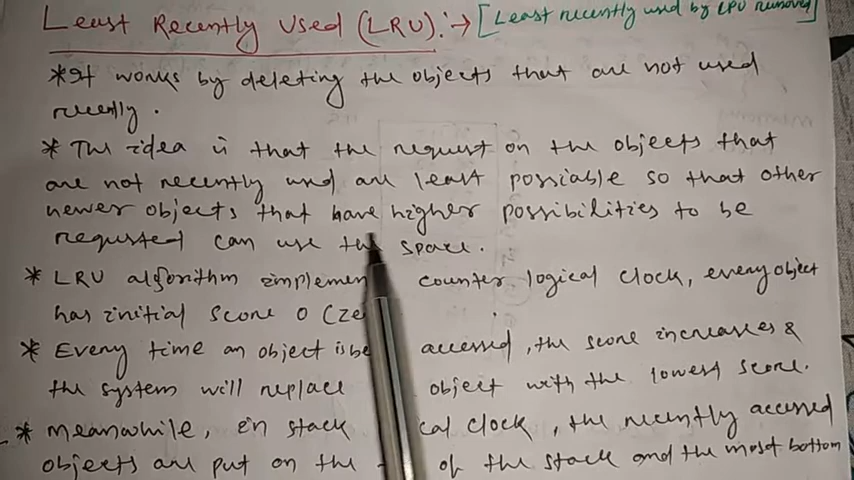 Least Recently Used (LRU):→ [Least recently used by CPU removed]
*It works by deleting the objects that are not used
recently.
* The idea is that the request on the objects that
are not recently used are least possiable so that other
newer objects that have higher possibilities to be
requsted can use the space.
* LRU algorithm implemen counter logical clock, every object
has initial score 0 (ze
* Every time an object is be accessed, the score increases &
the system will replace object with the lowest score.
* Meanwhile, in stack cal clock, the recently accessed
objects are put on the of the stack and the most bottom